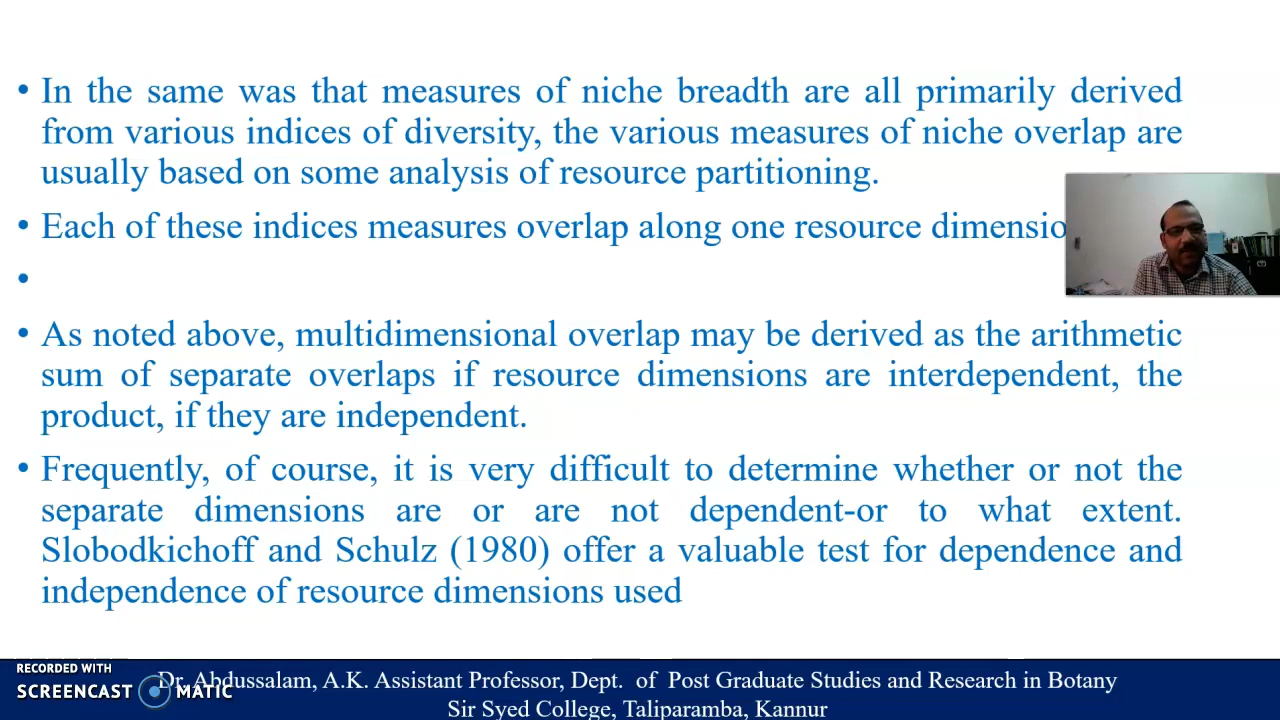 • In the same was that measures of niche breadth are all primarily derived
from various indices of diversity, the various measures of niche overlap are
usually based on some analysis of resource partitioning.
• Each of these indices measures overlap along one resource dimensio
•
• As noted above, multidimensional overlap may be derived as the arithmetic
sum of separate overlaps if resource dimensions are interdependent, the
product, if they are independent.
• Frequently, of course, it is very difficult to determine whether or not the
separate dimensions are or are not dependent-or to what extent.
Slobodkichoff and Schulz (1980) offer a valuable test for dependence and
independence of resource dimensions used
RECORDED WITH
SCREENCAST MATIC
Dr. Abdussalam, A.K. Assistant Professor, Dept. of Post Graduate Studies and Research in Botany
Sir Syed College, Taliparamba, Kannur